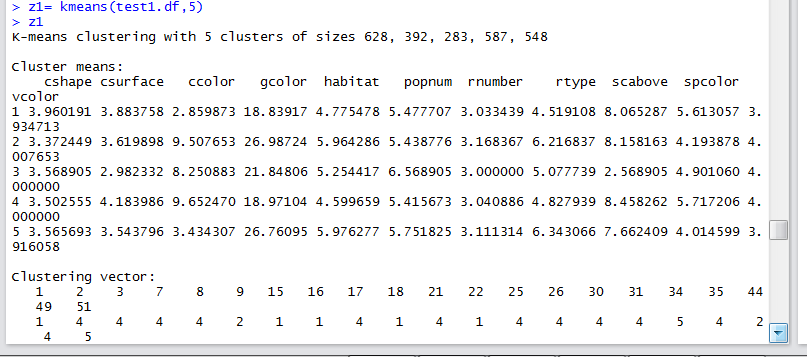 > z1= kmeans(test1.df,5)
> z1
K-means clustering with 5 clusters of sizes 628, 392, 283, 587, 548
Cluster means:
cshape csurface ccolor gcolor habitat popnum rnumber rtype scabove spcolor
vcolor
1 3.960191 3.883758 2.859873 18.83917 4.775478 5.477707 3.033439 4.519108 8.065287 5.613057 3.
934713
2 3.372449 3.619898 9.507653 26.98724 5.964286 5.438776 3.168367 6.216837 8.158163 4.193878 4.
007653
3 3.568905 2.982332 8.250883 21.84806 5.254417 6.568905 3.000000 5.077739 2.568905 4.901060 4.
000000
4 3.502555 4.183986 9.652470 18.97104 4.599659 5.415673 3.040886 4.827939 8.458262 5.717206 4.
000000
5 3.565693 3.543796 3.434307 26.76095 5.976277 5.751825 3.111314 6.343066 7.662409 4.014599 3.
916058
Clustering vector:
1 2 3 7 8 9 15 16 17 18 21 22 25 26 30 31 34 35 44
49 51
1 4 4 4 4 2 1 1 4 1 4 1 4 4 4 4 5 4 2
4 5